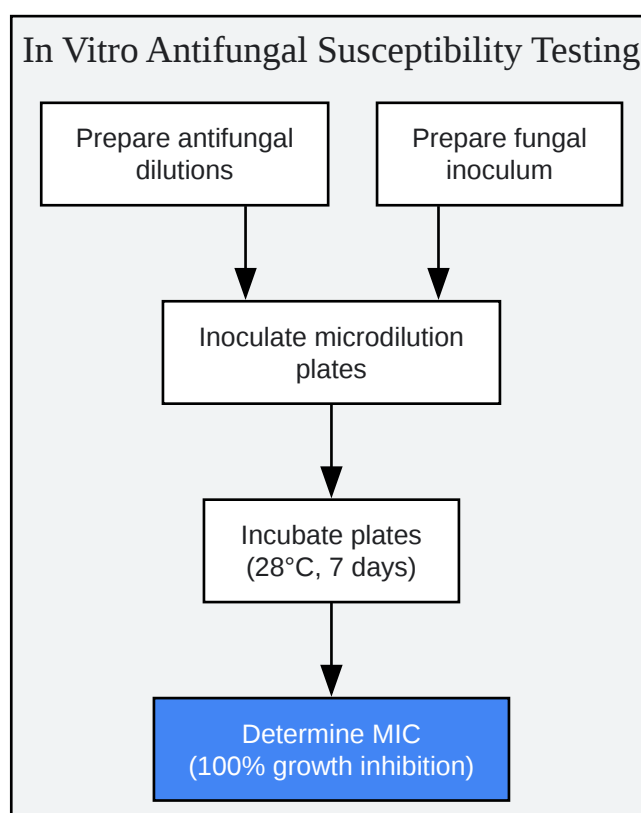 In Vitro Antifungal Susceptibility Testing
Prepare antifungal
dilutions
Prepare fungal
inoculum
Inoculate microdilution
plates
Incubate plates
(28°C, 7 days)
Determine MIC
(100% growth inhibition)